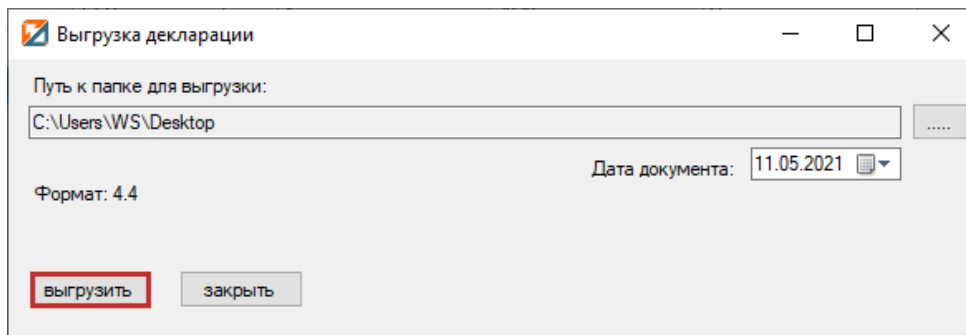 Выгрузка декларации
Путь к папке для выгрузки:
C:\Users\WS\Desktop
.....
Дата документа: 11.05.2021
Формат: 4.4
выгрузить закрыть